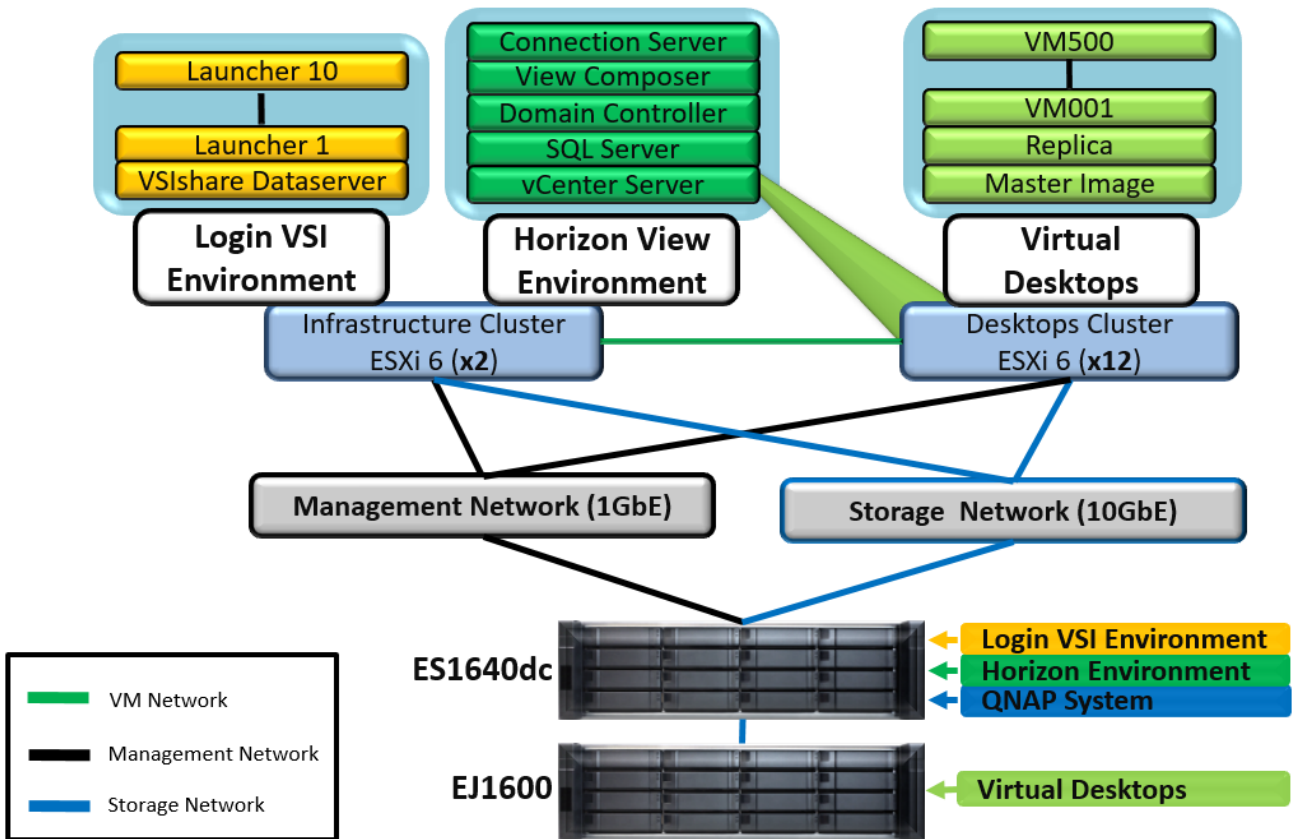 Launcher 10
Launcher 1
VSIshare Dataserver
Login VSI
Environment
Connection Server
View Composer
Domain Controller
SQL Server
vCenter Server
Horizon View
Environment
VM500
VM001
Replica
Master Image
Virtual
Desktops
Infrastructure Cluster
ESXi 6 (x2)
Desktops Cluster
ESXi 6 (x12)
Management Network (1GbE)
Storage Network (10GbE)
ES1640dc
Login VSI Environment
Horizon Environment
QNAP System
EJ1600
Virtual Desktops
VM Network
Management Network
Storage Network